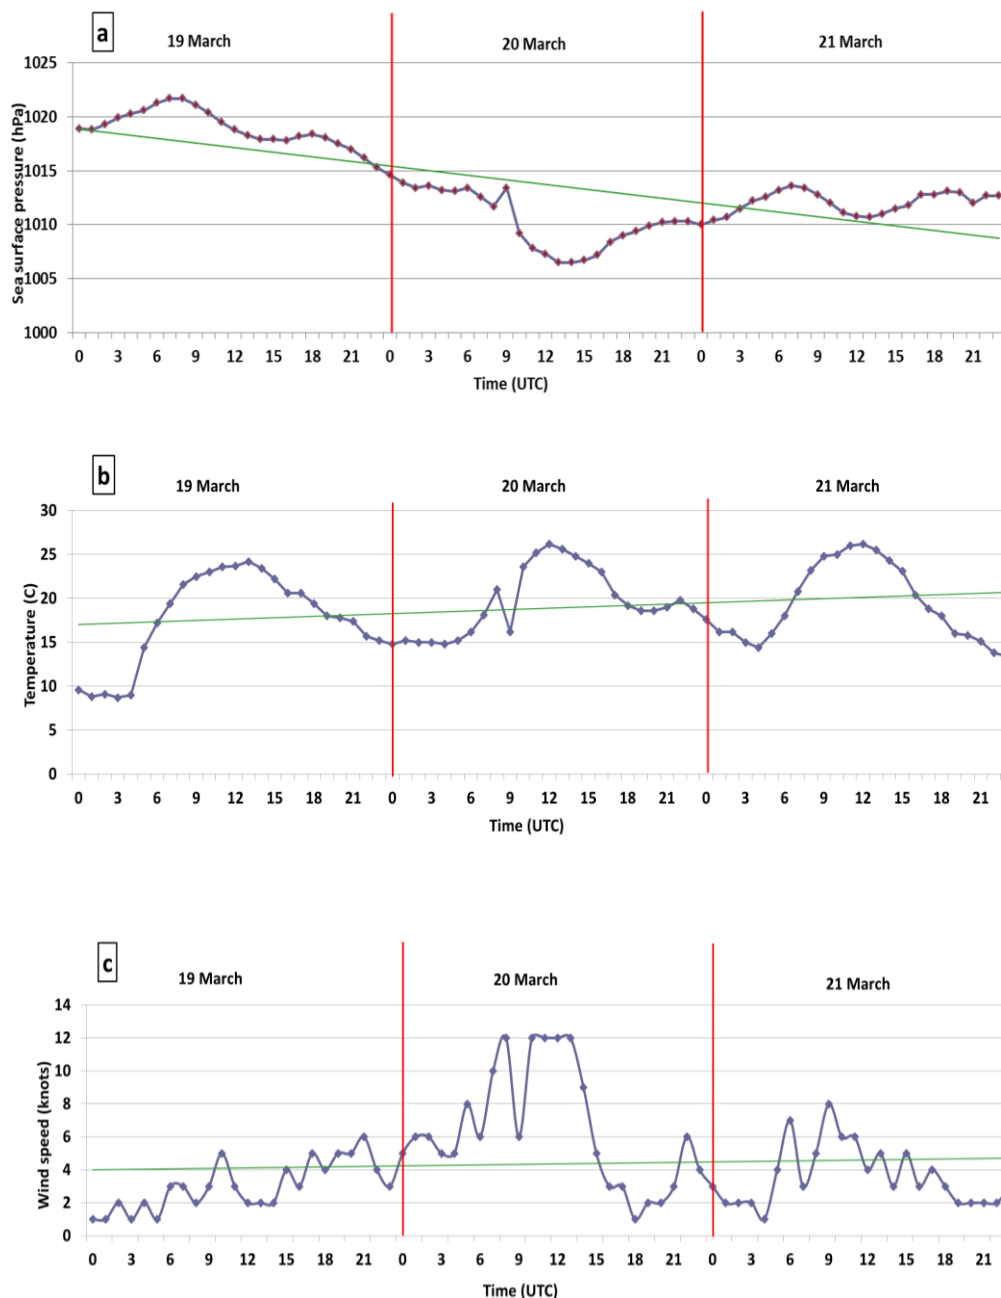 a
19 March
20 March
21 March
Sea surface pressure (hPa)
1025
1020
1015
1010
1005
1000
0 3 6 9 12 15 18 21 0 3 6 9 12 15 18 21 0 3 6 9 12 15 18 21
Time (UTC)
b
19 March
20 March
21 March
Temperature (C)
30
25
20
15
10
5
0
0 3 6 9 12 15 18 21 0 3 6 9 12 15 18 21 0 3 6 9 12 15 18 21
Time (UTC)
c
19 March
20 March
21 March
Wind speed (knots)
14
12
10
8
6
4
2
0
0 3 6 9 12 15 18 21 0 3 6 9 12 15 18 21 0 3 6 9 12 15 18 21
Time (UTC)